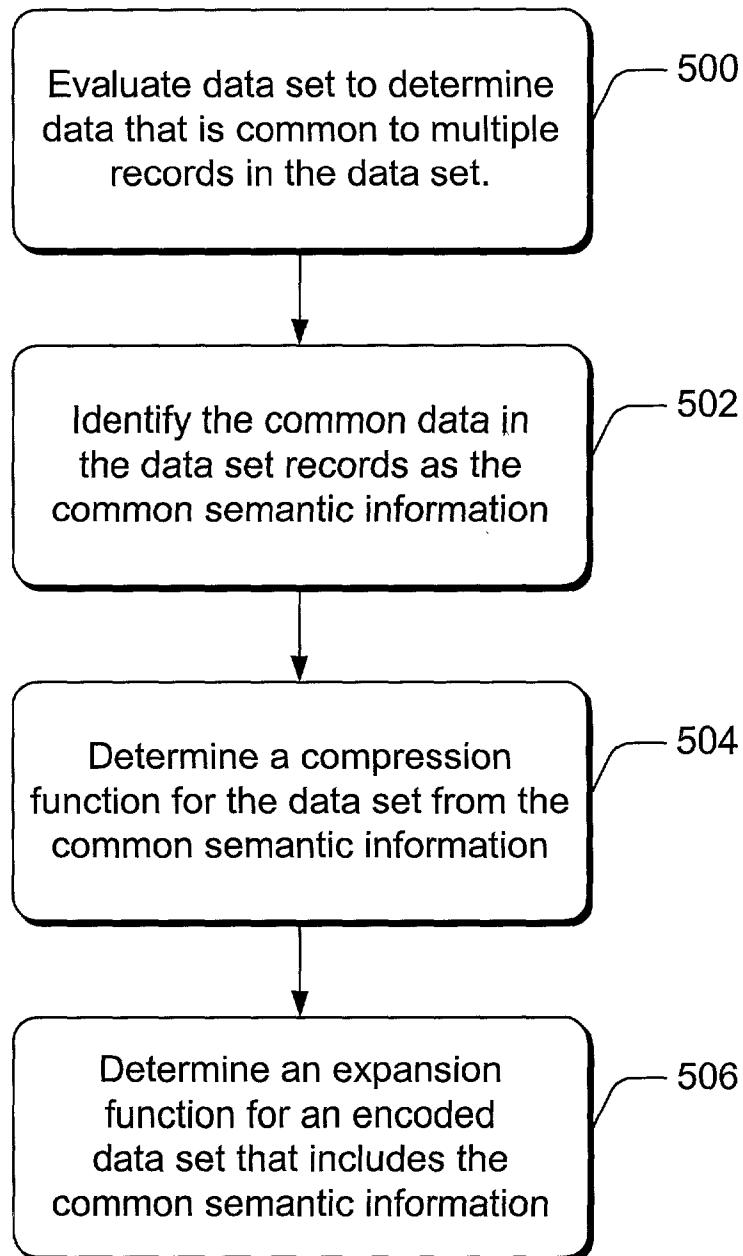 Evaluate data set to determine
data that is common to multiple
records in the data set.
500
Identify the common data in
the data set records as the
common semantic information
502
Determine a compression
function for the data set from the
common semantic information
504
Determine an expansion
function for an encoded
data set that includes the
common semantic information
506